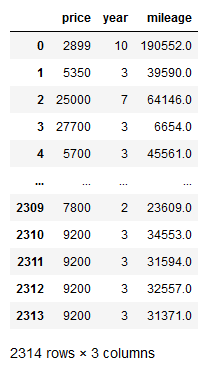 price year mileage
0 2899 10 190552.0
1 5350 3 39590.0
2 25000 7 64146.0
3 27700 3 6654.0
4 5700 3 45561.0
... ... ... ...
2309 7800 2 23609.0
2310 9200 3 34553.0
2311 9200 3 31594.0
2312 9200 3 32557.0
2313 9200 3 31371.0
2314 rows × 3 columns